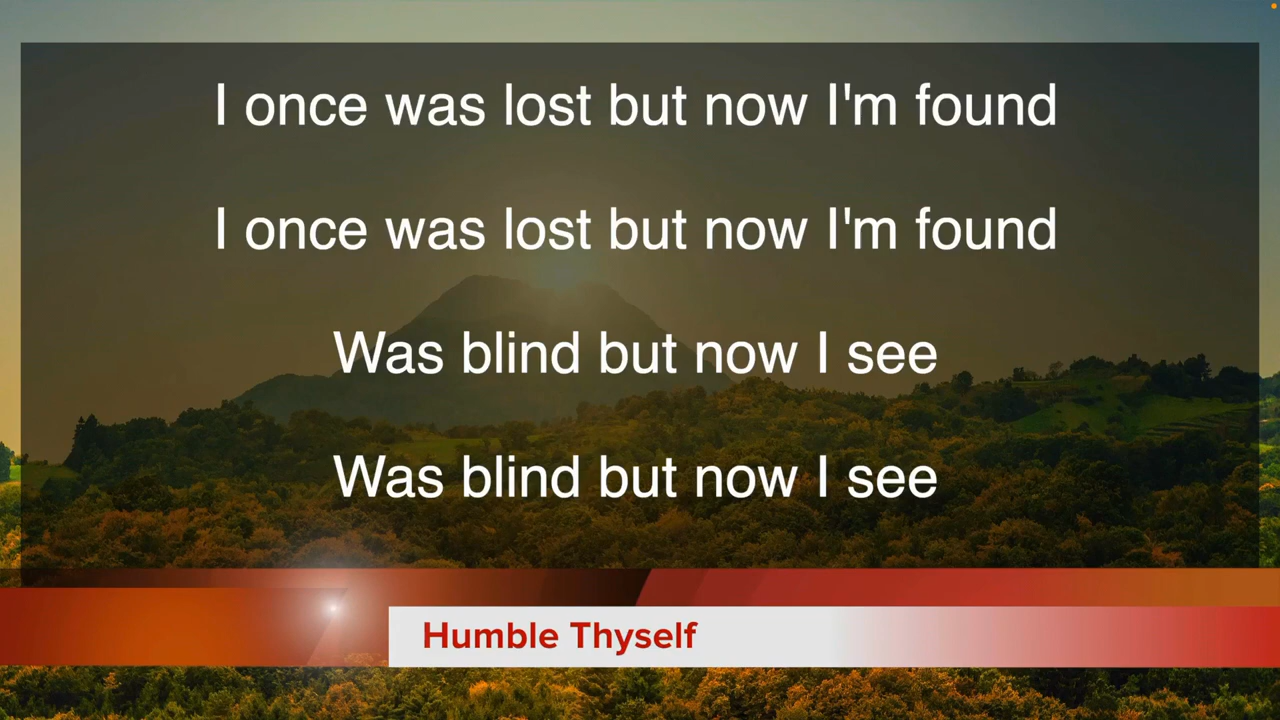 I once was lost but now I'm found
I once was lost but now I'm found
Was blind but now I see
Was blind but now I see
Humble Thyself